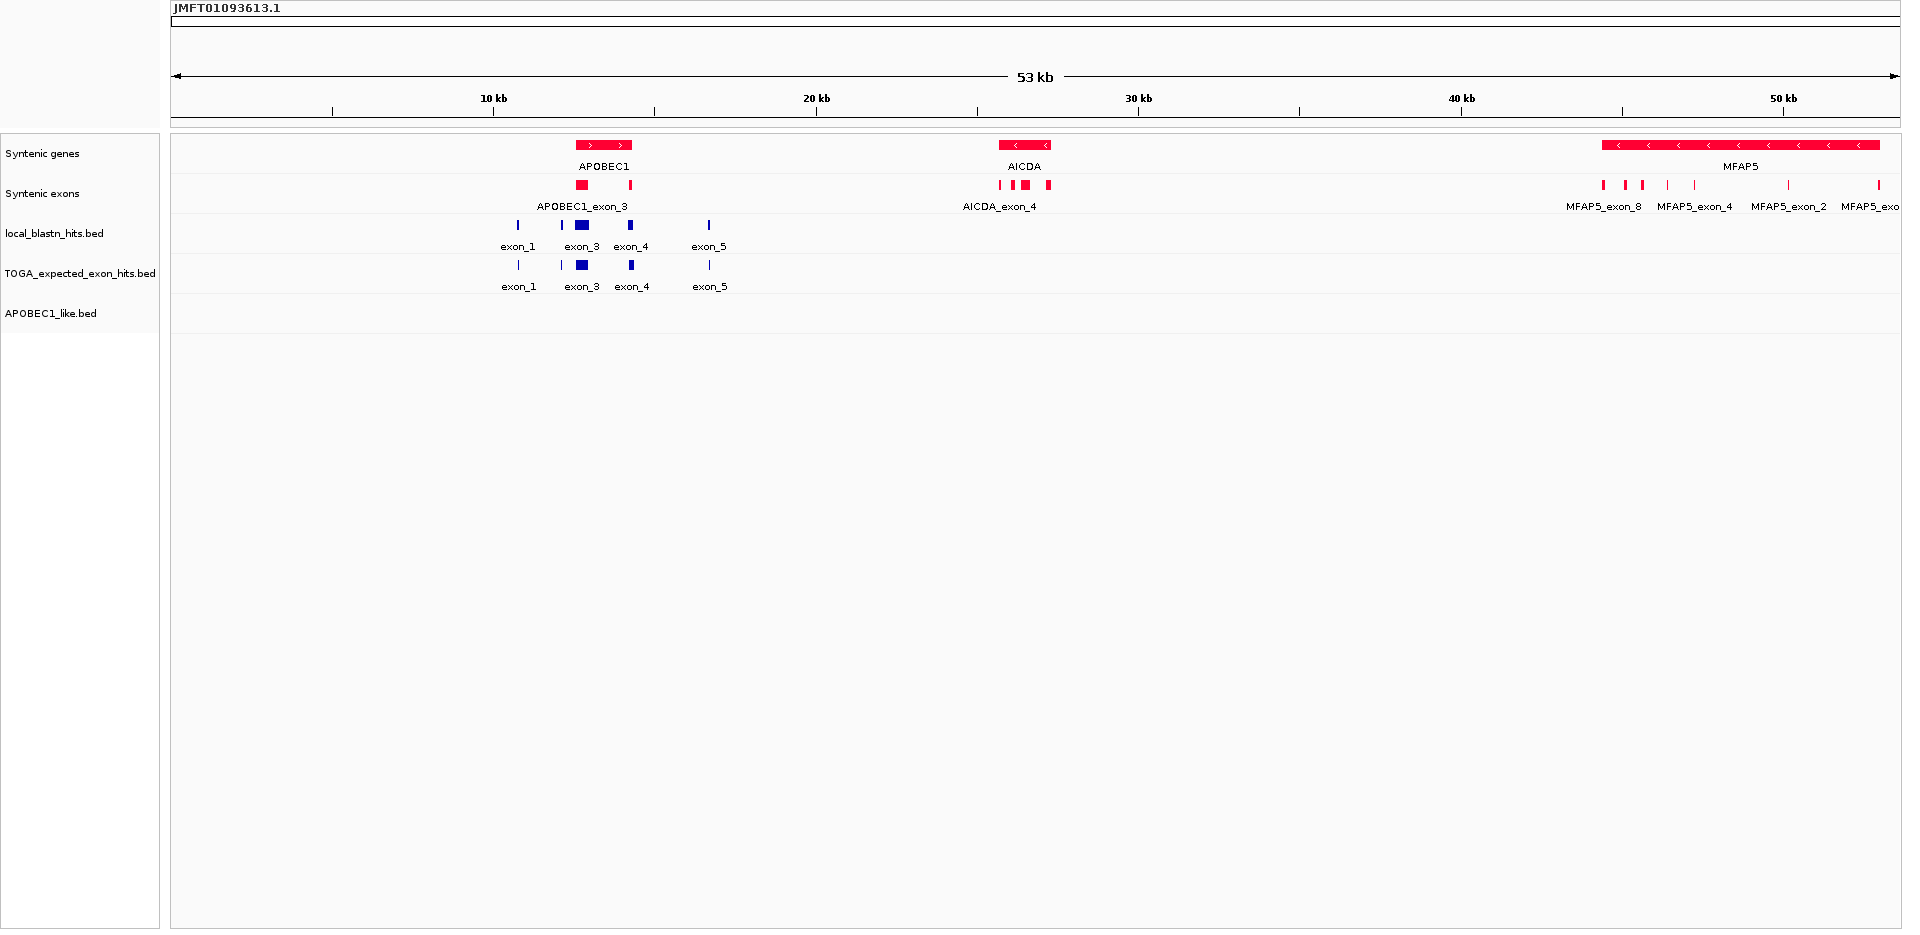 JMFT01093613.1
53 kb
10 kb 20 kb 30 kb 40 kb 50 kb
Syntenic genes
APOBEC1 AICDA MFAP5
Syntenic exons
APOBEC1_exon_3 AICDA_exon_4 MFAP5_exon_8 MFAP5_exon_4 MFAP5_exon_2 MFAP5_exo
local_blastn_hits.bed
exon_1 exon_3 exon_4 exon_5
TOGA_expected_exon_hits.bed
exon_1 exon_3 exon_4 exon_5
APOBEC1_like.bed